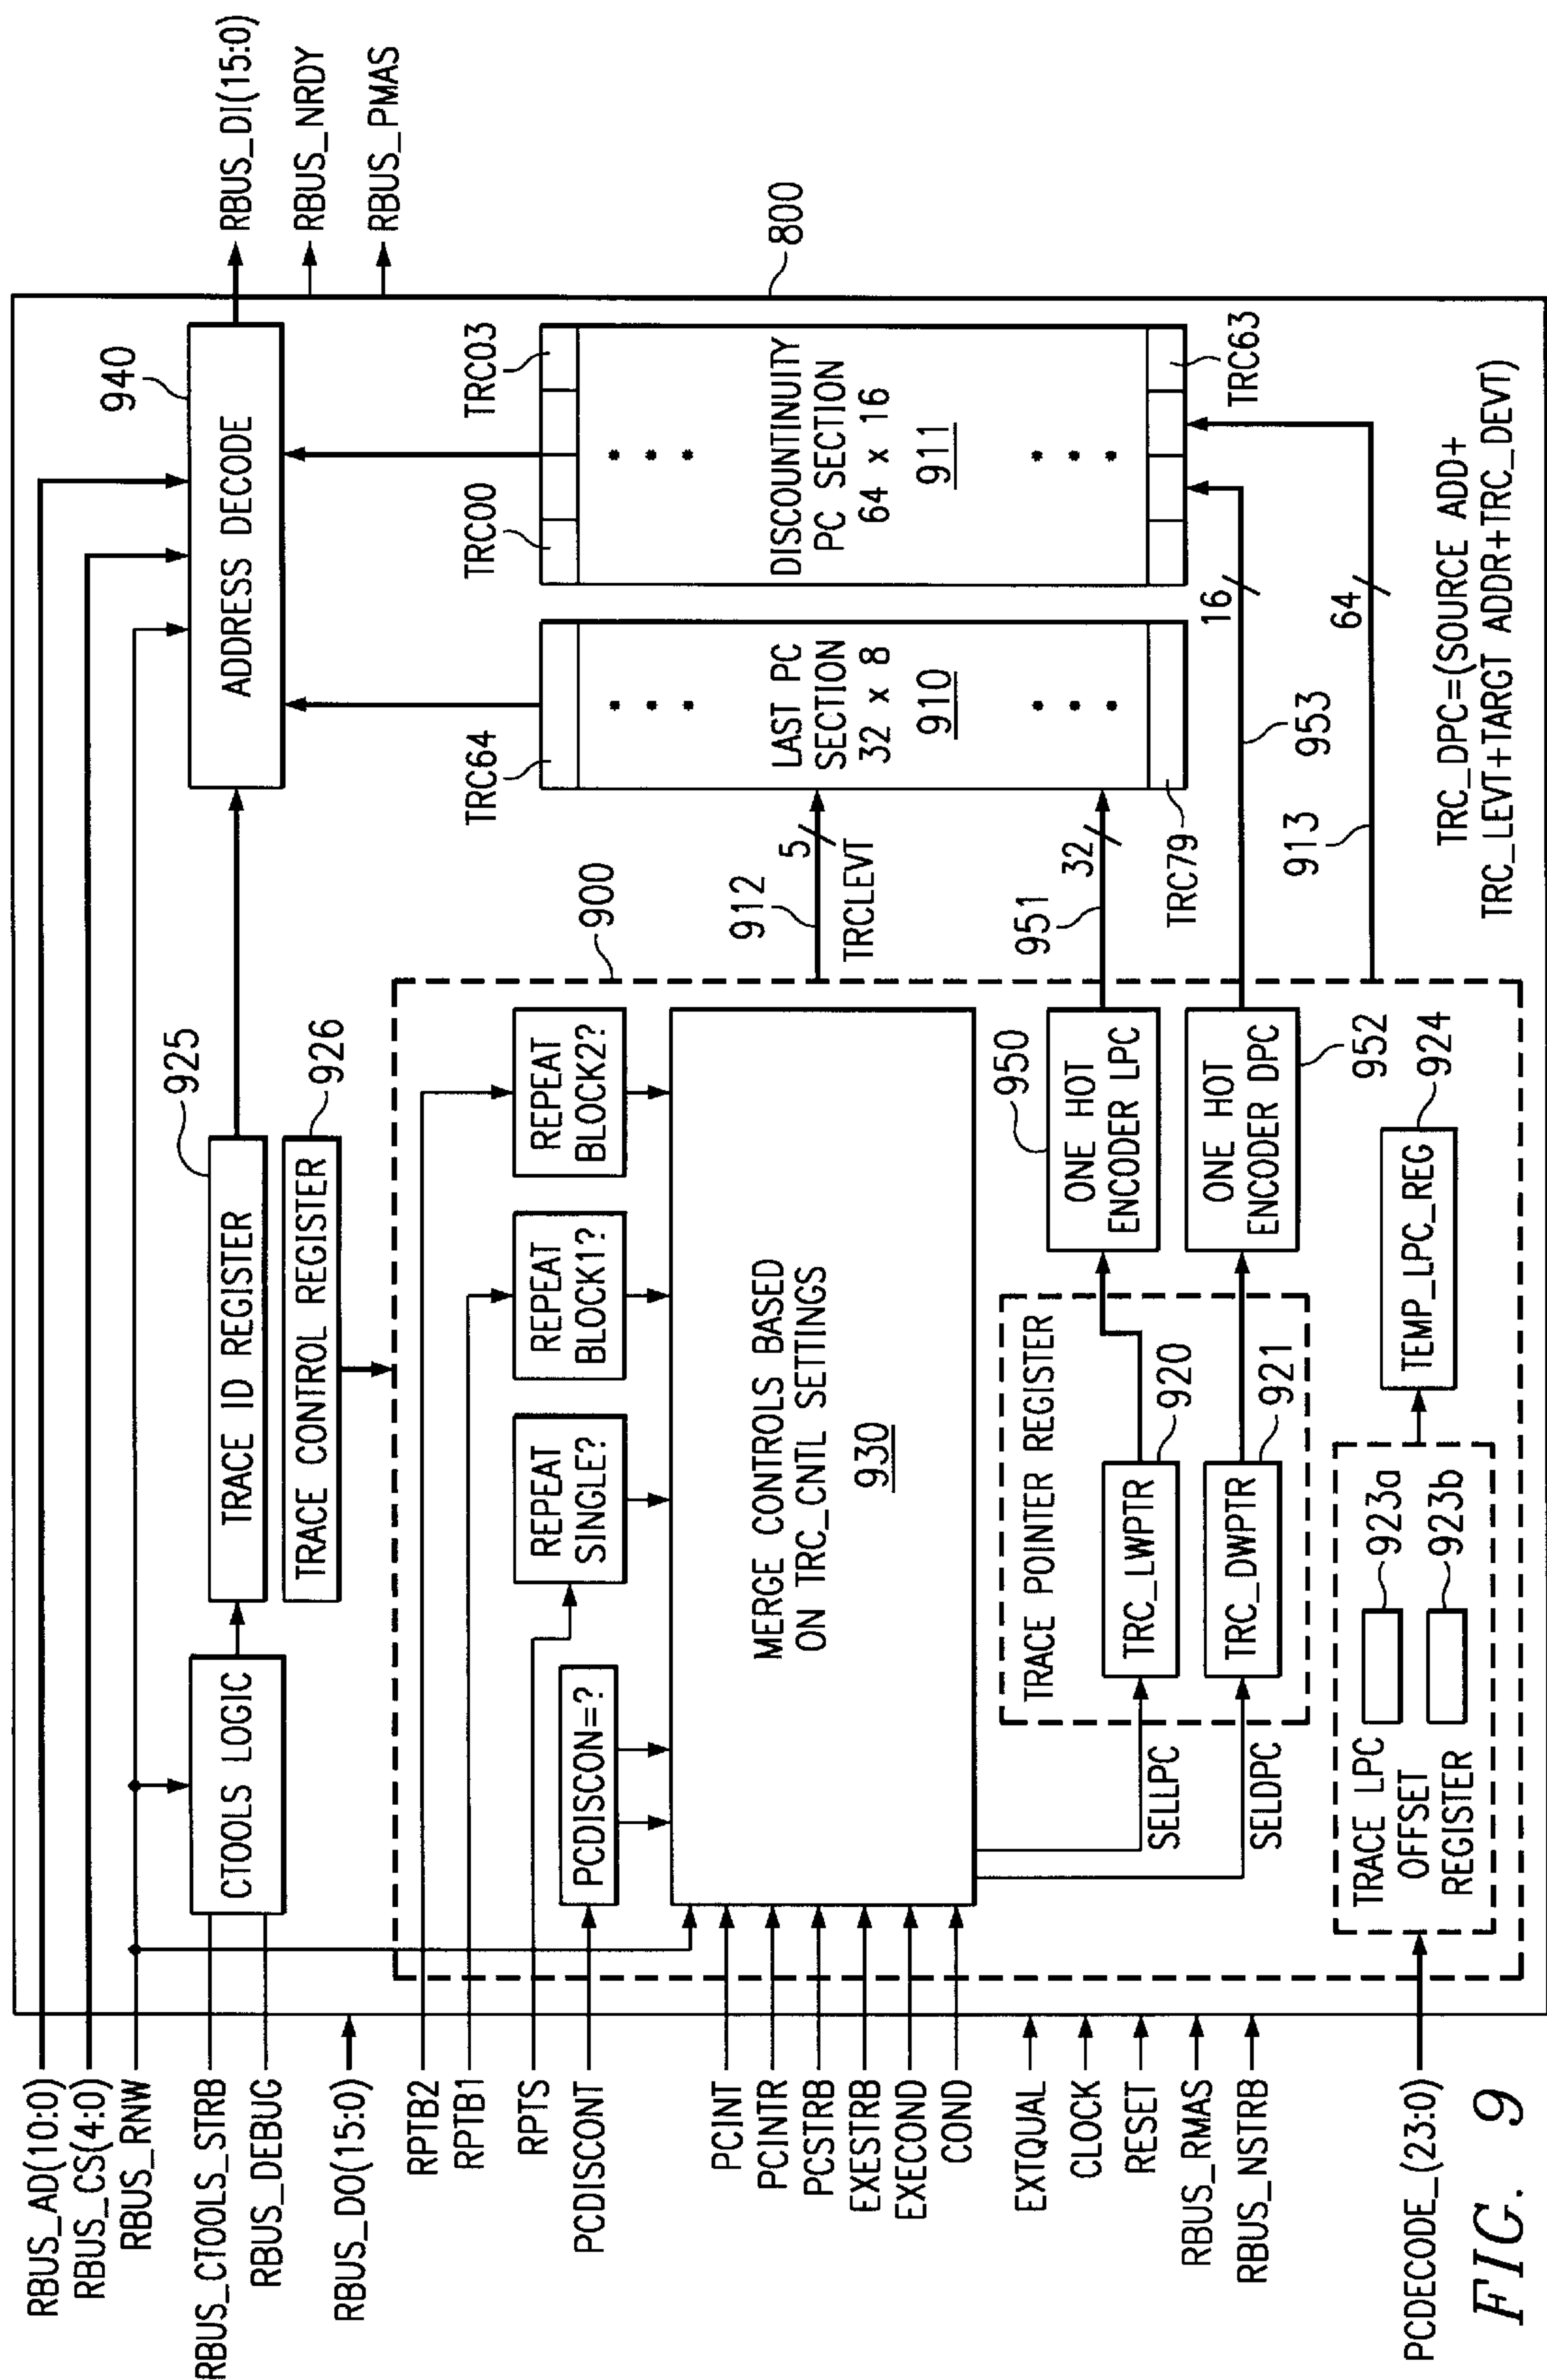 RBUS_AD(10:0)
RBUS_CS(4:0)
RBUS_RNW
RBUS_CTOOLS_STRB
RBUS_DEBUG
RBUS_DO(15:0)
RPTB2
RPTB1
RPTS
PCDISCONT
PCINT
PCINTR
PCSTRB
EXESTRB
EXECOND
COND
EXTQUAL
CLOCK
RESET
RBUS_RMAS
RBUS_NSTRB
PCDECODE_(23:0)
CTOOLS LOGIC
TRACE ID REGISTER
925
TRACE CONTROL REGISTER
926
ADDRESS DECODE
940
RBUS_DI(15:0)
RBUS_NRDY
RBUS_PMAS
800
900
PCDISCON=?
REPEAT
SINGLE?
REPEAT
BLOCK1?
REPEAT
BLOCK2?
MERGE CONTROLS BASED
ON TRC_CNTL SETTINGS
930
SELLPC
SELDPC
TRACE POINTER REGISTER
TRC_LWPTR
920
TRC_DWPTR
921
ONE HOT
ENCODER LPC
950
ONE HOT
ENCODER DPC
952
TRACE LPC
OFFSET
REGISTER
923a
923b
TEMP_LPC_REG
924
912
5
TRCLEVT
951
32
TRC64
LAST PC
SECTION
32 x 8
910
TRC79
TRC00
TRC03
DISCOUNTINUITY
PC SECTION
64 x 16
911
TRC63
953
16
913
64
TRC_DPC=(SOURCE ADD+
TRC_LEVT+TARGT ADDR+TRC_DEVT)
FIG. 9